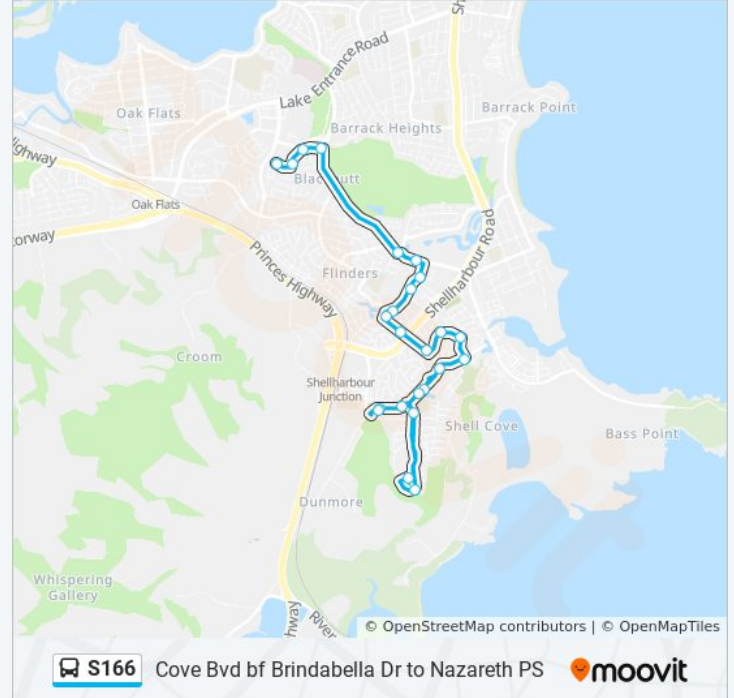 Sh
Lake Entrance Road
Oak Flats
Barrack Point
Barrack Heights
Highway
Blackbutt
Oak Flats
orway
Princes Highway
Flinders
Shellharbour Road
Croom
Shellharbour
Junction
Shell Cove
Bass Point
Dunmore
Whispering
Gallery
hway
River
© OpenStreetMap contributors | © OpenMapTiles
S166 Cove Bvd bf Brindabella Dr to Nazareth PS moovit